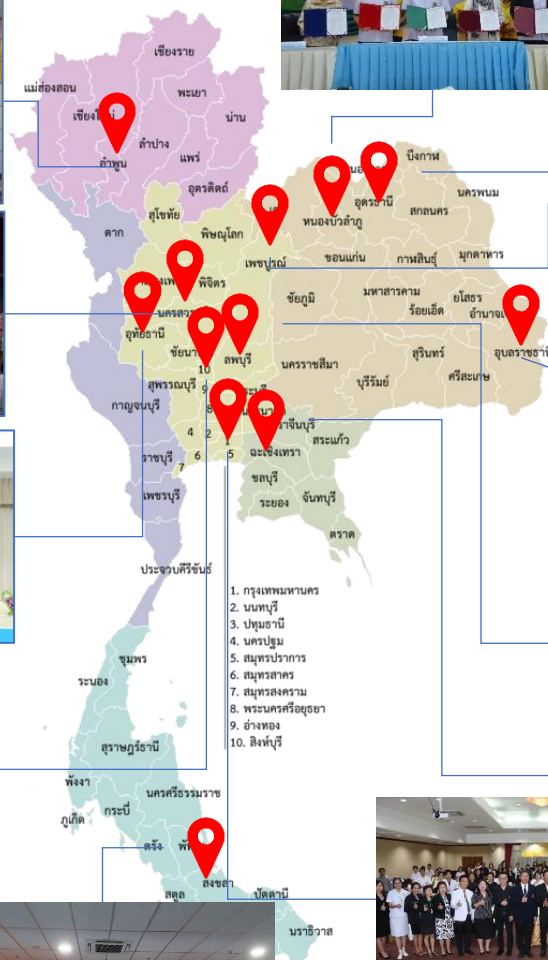 เชียงราย
แม่ฮ่องสอน
พะเยา
น่าน
ลำปาง
ลำพูน
แพร่
อุตรดิตถ์
บึงกาฬ
อุดรธานี
นครพนม
สกลนคร
หนองบัวลำภู
สุโขทัย
ตาก
พิษณุโลก
เพชรบูรณ์
ขอนแก่น
กาฬสินธุ์
มุกดาหาร
พิจิตร
ชัยภูมิ
มหาสารคาม
ยโสธร
ร้อยเอ็ด
อุทัยธานี
ลพบุรี
สุรินทร์
อุบลราชธานี
นครราชสีมา
ศรีสะเกษ
บุรีรัมย์
10
สุพรรณบุรี
9
กาญจนบุรี
8
4
2
1
สระแก้ว
ราชบุรี
6
5
ฉะเชิงเทรา
7
ชลบุรี
เพชรบุรี
ระยอง
จันทบุรี
ตราด
ประจวบคีรีขันธ์
1. กรุงเทพมหานคร
2. นนทบุรี
3. ปทุมธานี
4. นครปฐม
5. สมุทรปราการ
6. สมุทรสาคร
7. สมุทรสงคราม
8. พระนครศรีอยุธยา
9. อ่างทอง
10. สิงห์บุรี
ชุมพร
ระนอง
สุราษฎร์ธานี
พังงา
นครศรีธรรมราช
กระบี่
ภูเก็ต
ตรัง
สงขลา
สตูล
ปัตตานี
นราธิวาส